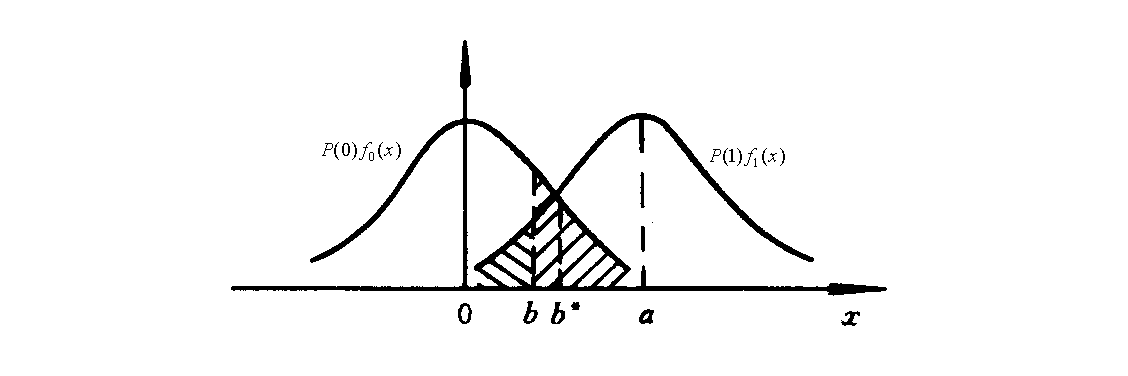 P(0)f₀(x)
P(1)f₁(x)
0 b b* a x